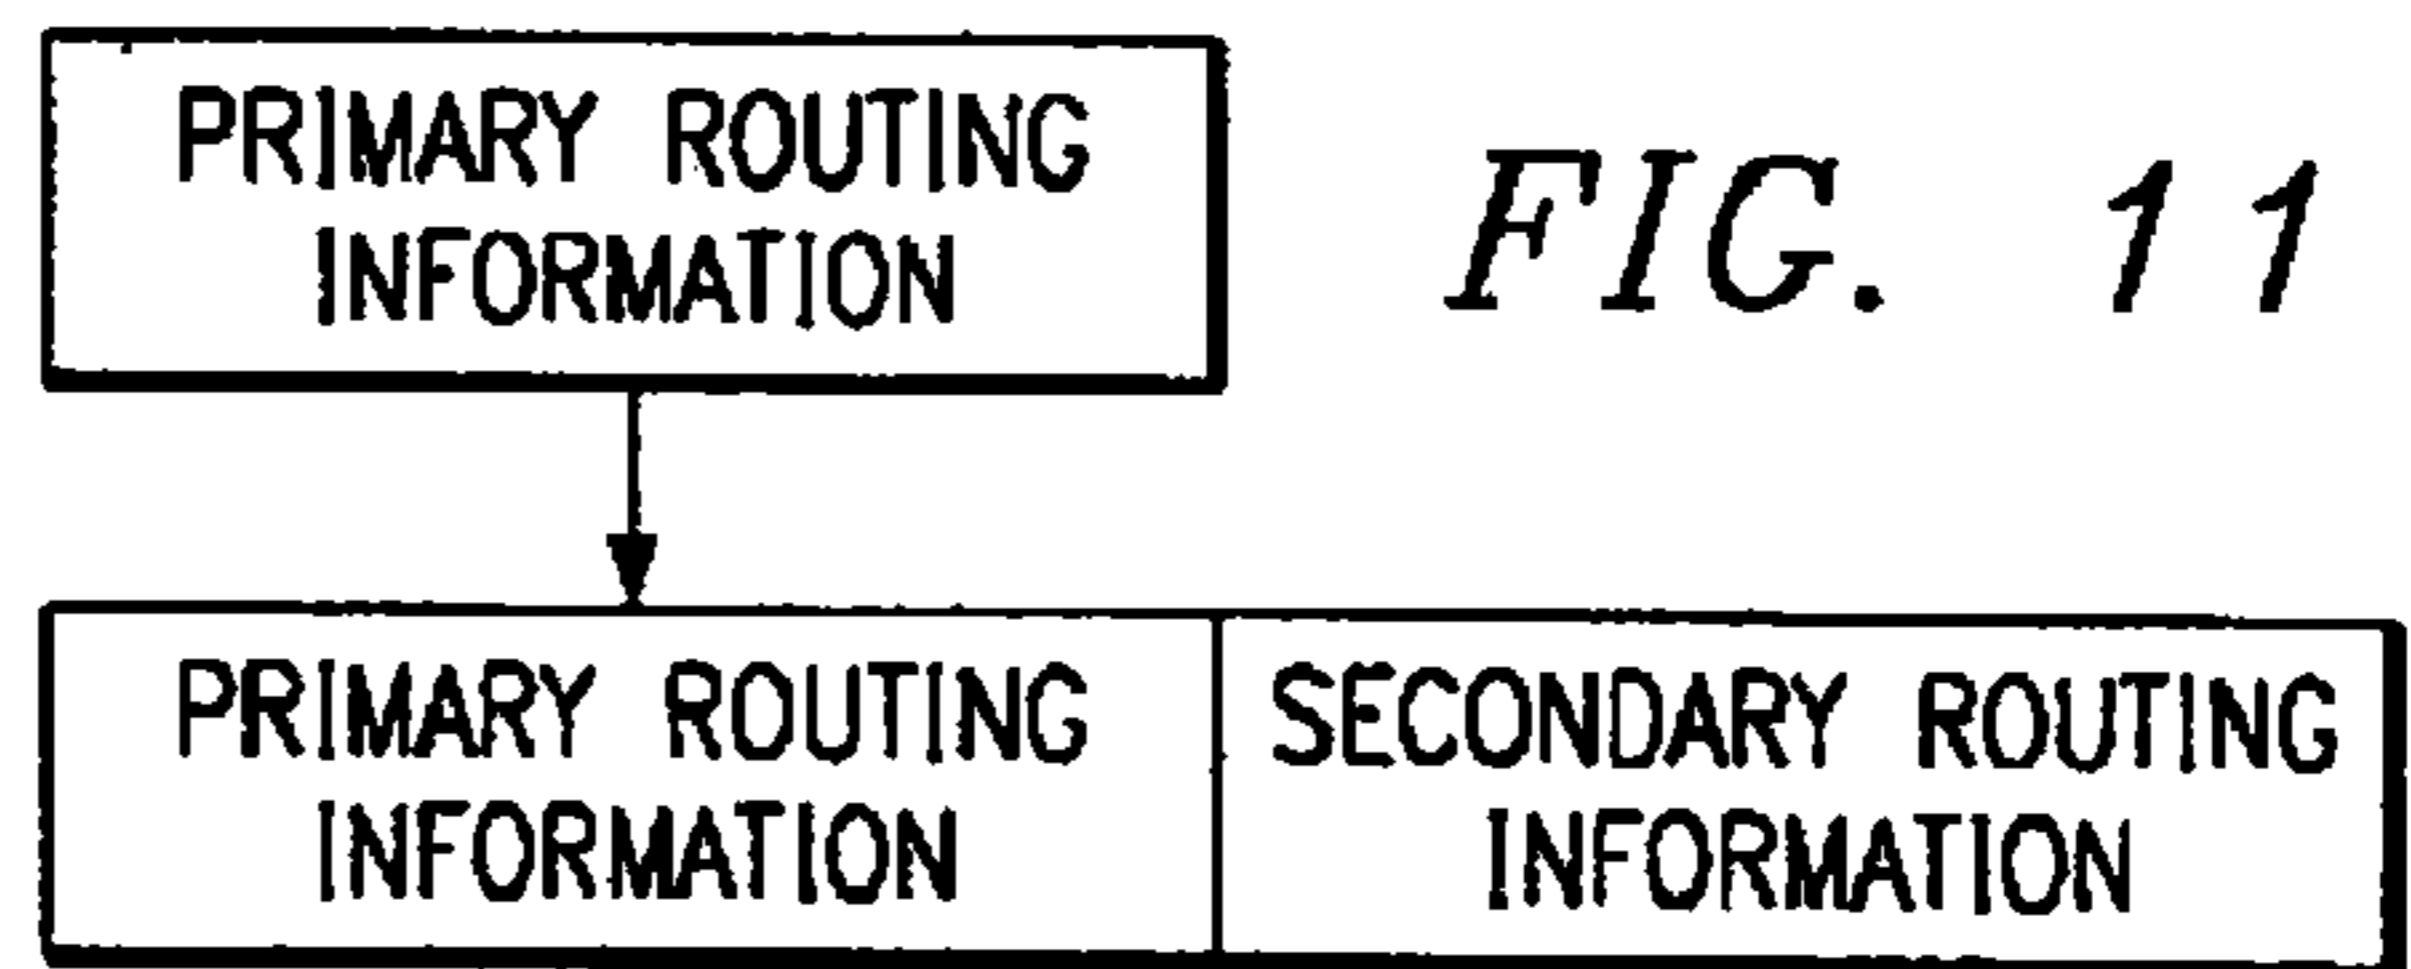 PRIMARY ROUTING
INFORMATION
FIG. 11
PRIMARY ROUTING
INFORMATION
SECONDARY ROUTING
INFORMATION